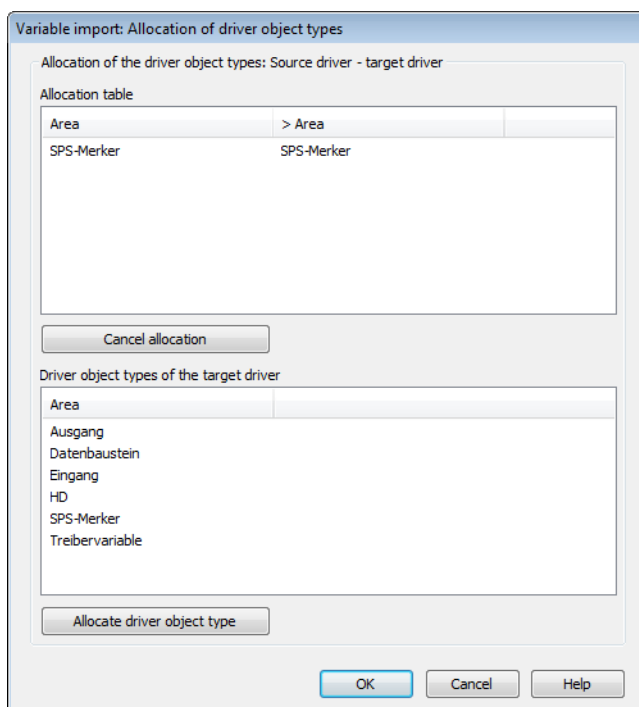 Variable import: Allocation of driver object types
Allocation of the driver object types: Source driver - target driver
Allocation table
Area > Area
SPS-Merker SPS-Merker
Cancel allocation
Driver object types of the target driver
Area
Ausgang
Datenbaustein
Eingang
HD
SPS-Merker
Treibervariable
Allocate driver object type
OK Cancel Help